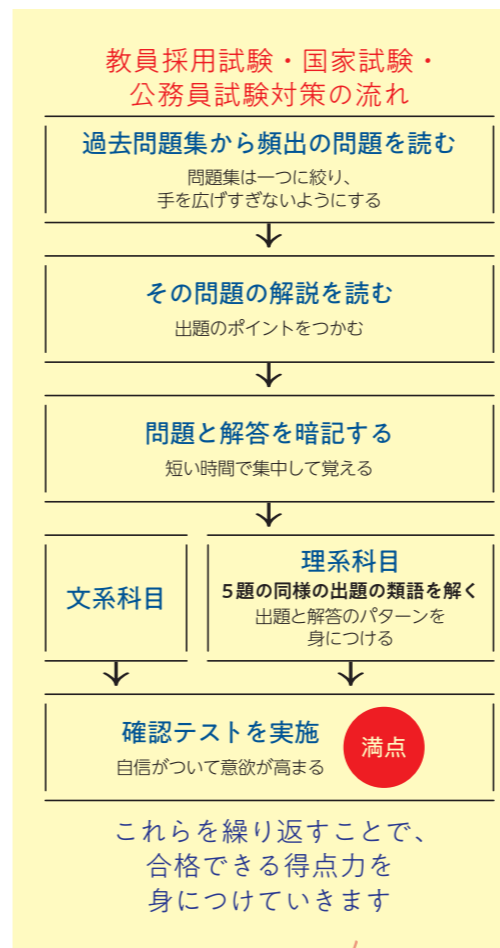 教員採用試験・国家試験・
公務員試験対策の流れ
過去問題集から頻出の問題を読む
問題集は一つに絞り、
手を広げすぎないようにする
その問題の解説を読む
出題のポイントをつかむ
問題と解答を暗記する
短い時間で集中して覚える
文系科目
理系科目
5題の同様の出題の類語を解く
出題と解答のパターンを
身につける
確認テストを実施
自信がついて意欲が高まる
満点
これらを繰り返すことで、
合格できる得点力を
身につけていきます